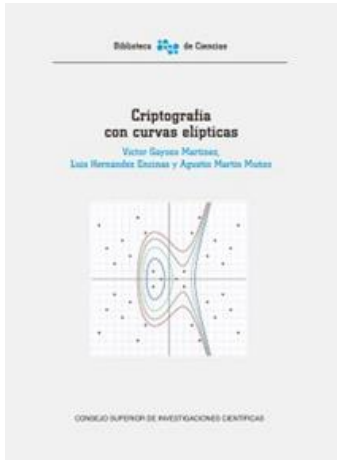 Biblioteca de Ciencias
Criptografía
con curvas elípticas
Víctor Gayoso Martínez,
Luis Hernández Encinas y Agustín Martín Muñoz
CONSEJO SUPERIOR DE INVESTIGACIONES CIENTÍFICAS